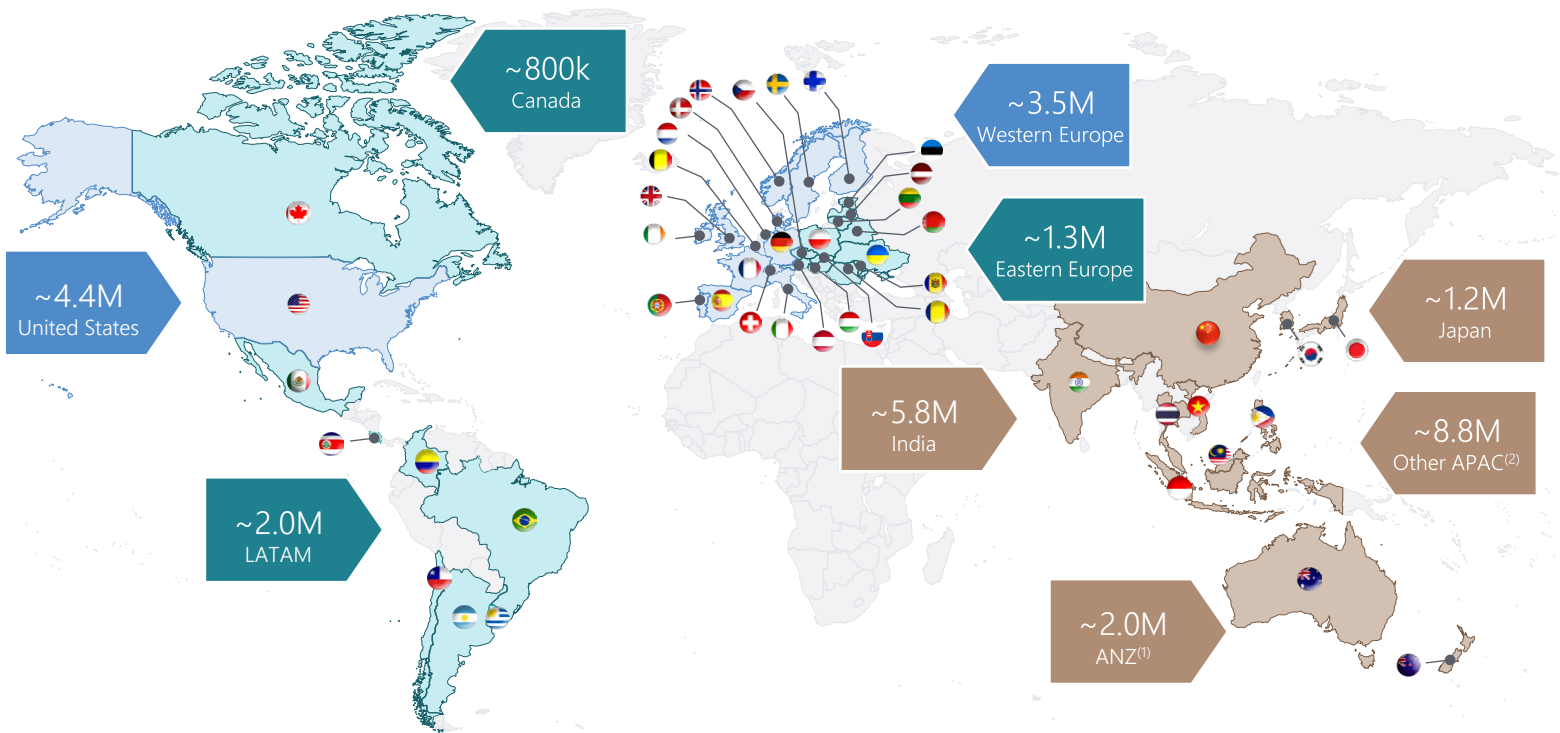 ~800k
Canada
~3.5M
Western Europe
~1.3M
Eastern Europe
~4.4M
United States
~1.2M
Japan
~5.8M
India
~8.8M
Other APAC(2)
~2.0M
LATAM
~2.0M
ANZ(1)